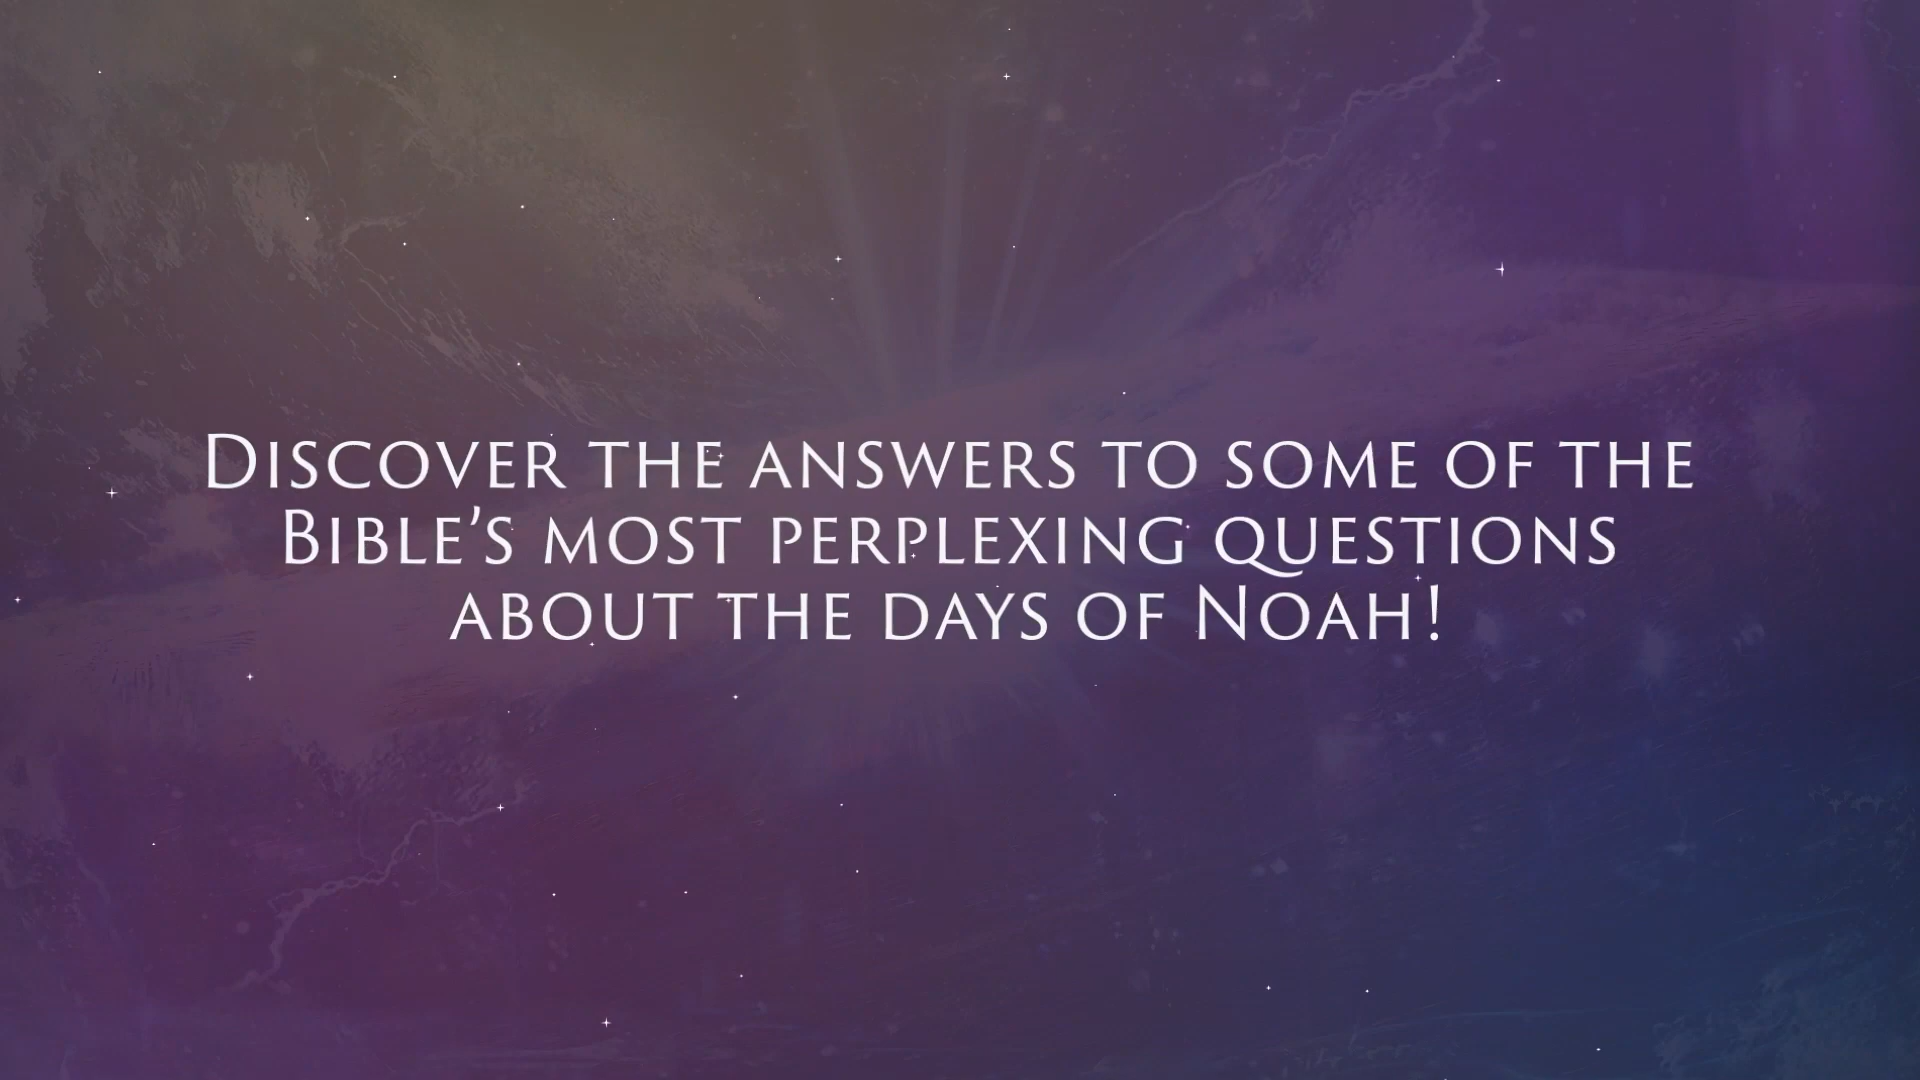 Discover the answers to some of the
Bible’s most perplexing questions
about the days of Noah!